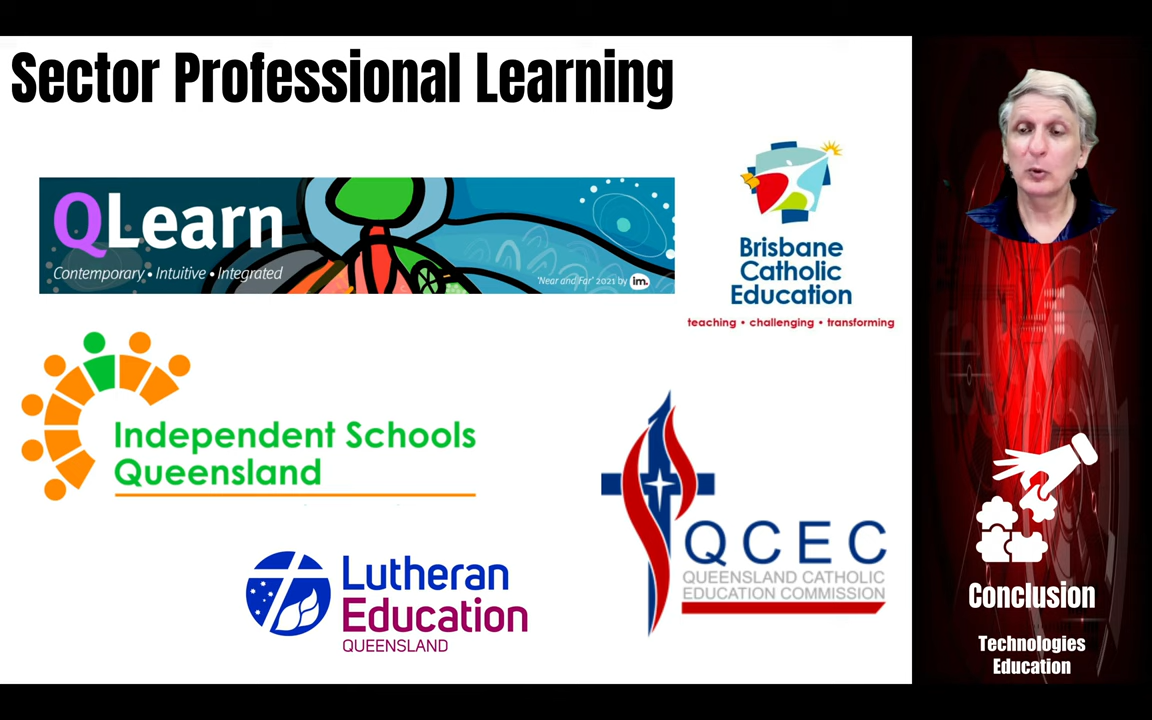 Sector Professional Learning
QLearn
Contemporary • Intuitive • Integrated
'Near and Far' 2021 by im.
Brisbane
Catholic
Education
teaching • challenging • transforming
Independent Schools
Queensland
QCEC
QUEENSLAND CATHOLIC
EDUCATION COMMISSION
Lutheran
Education
QUEENSLAND
Conclusion
Technologies
Education